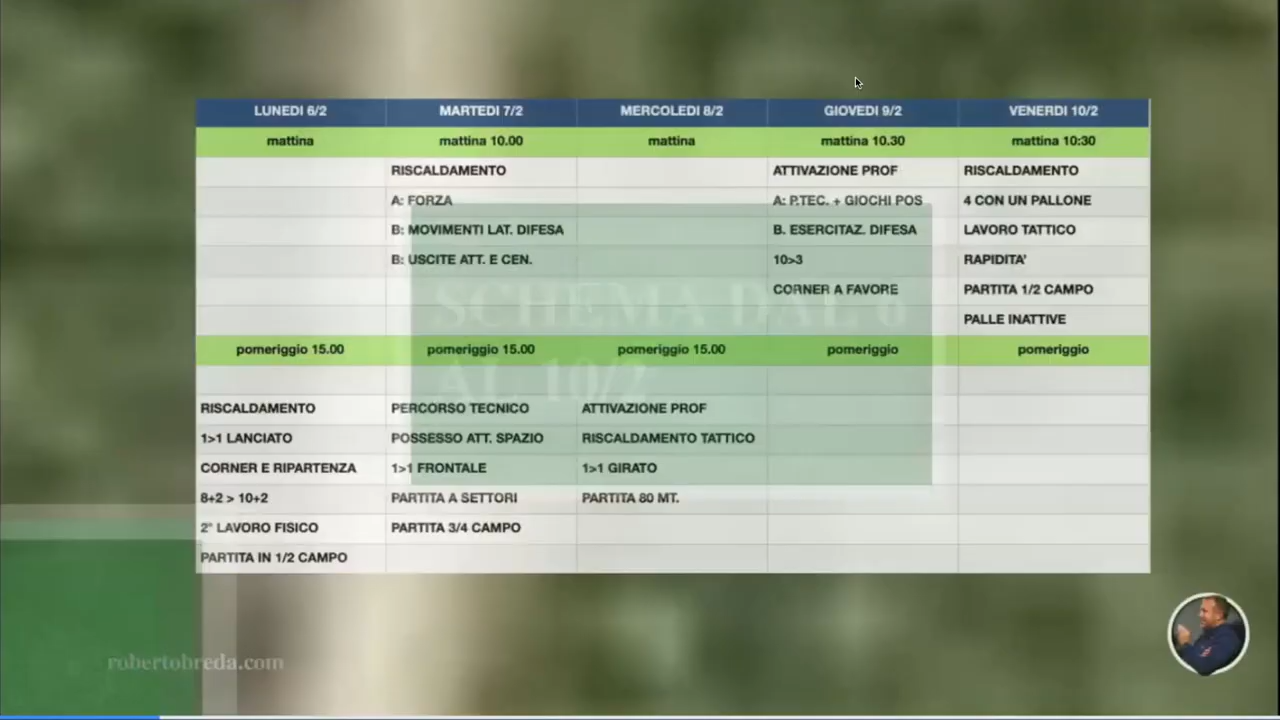 LUNEDI 6/2 MARTEDI 7/2 MERCOLEDI 8/2 GIOVEDI 9/2 VENERDI 10/2
mattina mattina 10.00 mattina mattina 10.30 mattina 10:30
RISCALDAMENTO ATTIVAZIONE PROF RISCALDAMENTO
A: FORZA A: P.TEC. + GIOCHI POS 4 CON UN PALLONE
B: MOVIMENTI LAT. DIFESA B. ESERCITAZ. DIFESA LAVORO TATTICO
B: USCITE ATT. E CEN. 10>3 RAPIDITA'
CORNER A FAVORE PARTITA 1/2 CAMPO
PALLE INATTIVE
SCHEMA DAL 6
AL 10/2
pomeriggio 15.00 pomeriggio 15.00 pomeriggio 15.00 pomeriggio pomeriggio
RISCALDAMENTO PERCORSO TECNICO ATTIVAZIONE PROF
1>1 LANCIATO POSSESSO ATT. SPAZIO RISCALDAMENTO TATTICO
CORNER E RIPARTENZA 1>1 FRONTALE 1>1 GIRATO
8+2 > 10+2 PARTITA A SETTORI PARTITA 80 MT.
2° LAVORO FISICO PARTITA 3/4 CAMPO
PARTITA IN 1/2 CAMPO
robertobreda.com